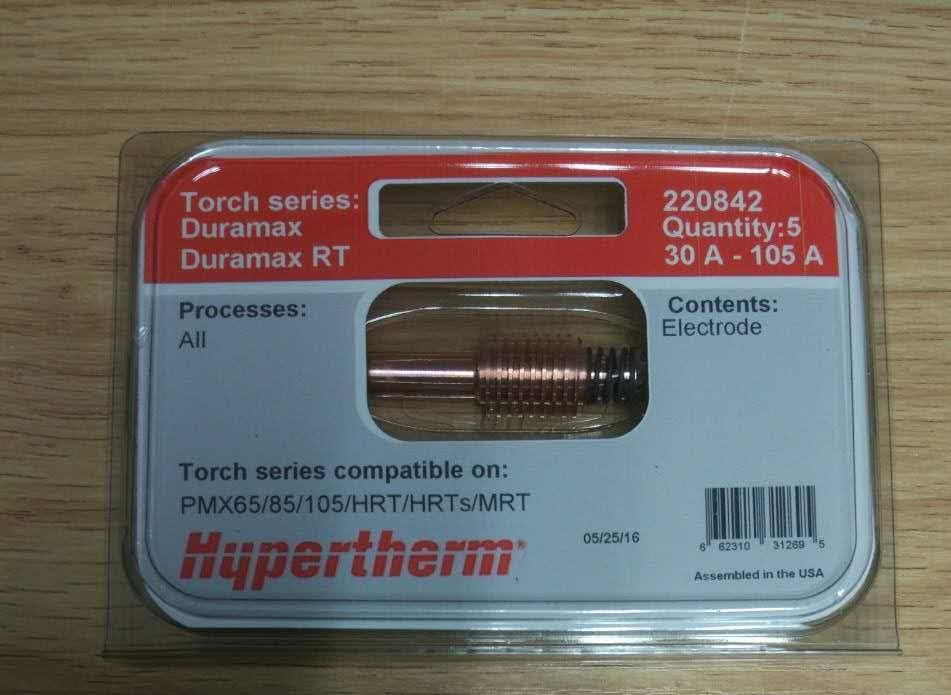 Torch series:
Duramax
Duramax RT
220842
Quantity:5
30 A - 105 A
Processes:
All
Contents:
Electrode
Torch series compatible on:
PMX65/85/105/HRT/HRTs/MRT
Hypertherm®
05/25/16
6 62310 31269 5
Assembled in the USA